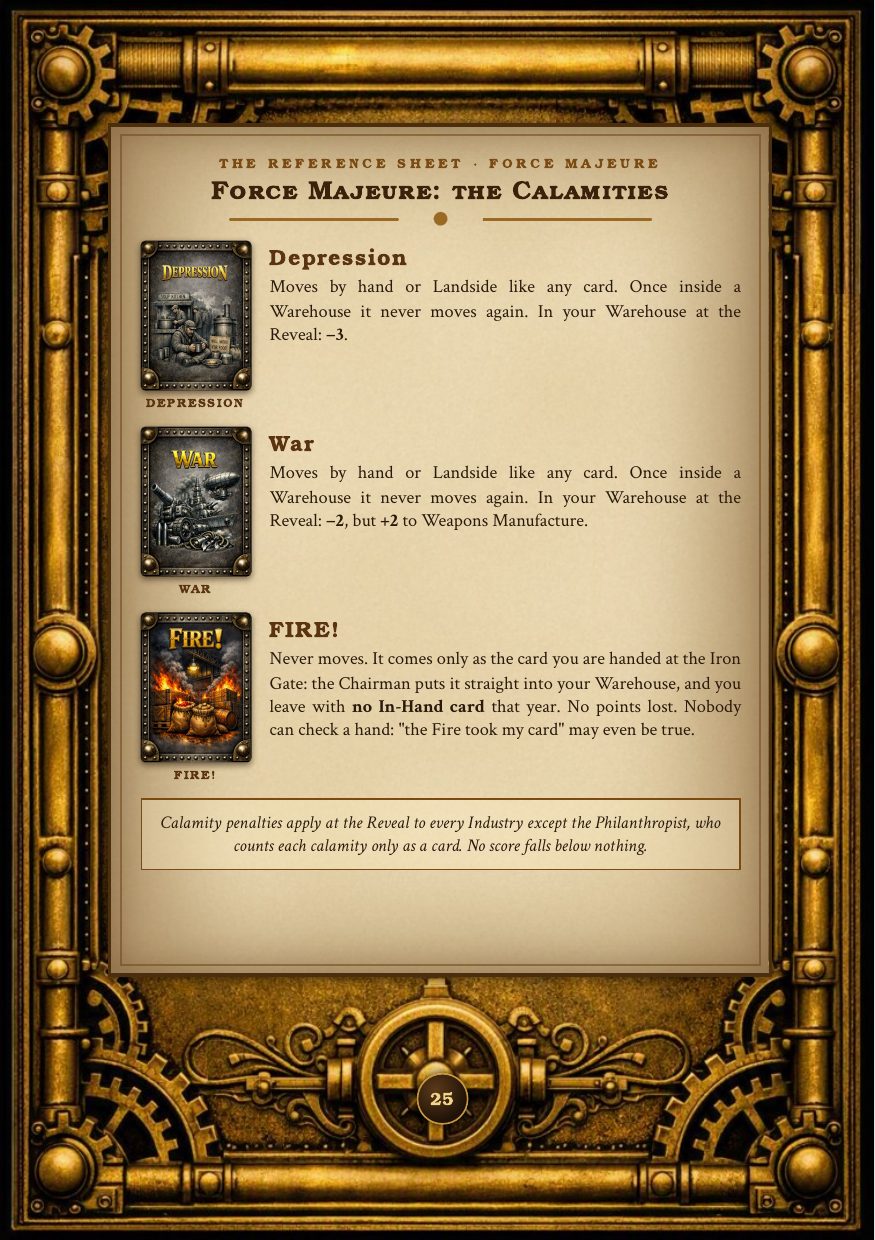 THE REFERENCE SHEET · FORCE MAJEURE
FORCE MAJEURE: THE CALAMITIES
DEPRESSION
DEPRESSION
Depression
Moves by hand or Landside like any card. Once inside a
Warehouse it never moves again. In your Warehouse at the
Reveal: –3.
WAR
WAR
War
Moves by hand or Landside like any card. Once inside a
Warehouse it never moves again. In your Warehouse at the
Reveal: –2, but +2 to Weapons Manufacture.
FIRE!
FIRE!
FIRE!
Never moves. It comes only as the card you are handed at the Iron
Gate: the Chairman puts it straight into your Warehouse, and you
leave with no In-Hand card that year. No points lost. Nobody
can check a hand: "the Fire took my card" may even be true.
Calamity penalties apply at the Reveal to every Industry except the Philanthropist, who
counts each calamity only as a card. No score falls below nothing.
25